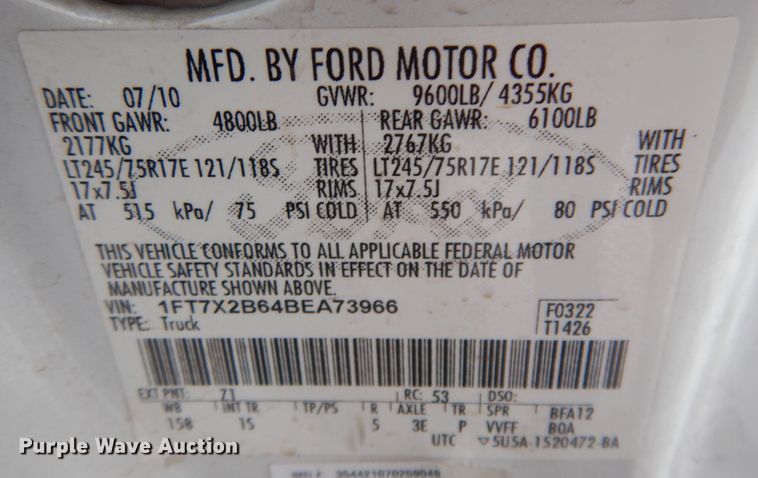 MFD. BY FORD MOTOR CO.
DATE: 07/10 GVWR: 9600LB/ 4355KG
FRONT GAWR: 4800LB REAR GAWR: 6100LB
2177KG WITH 2767KG WITH
LT245/75R17E 121/118S TIRES LT245/75R17E 121/118S TIRES
17x7.5J RIMS 17x7.5J RIMS
AT 515 kPa/ 75 PSI COLD AT 550 kPa/ 80 PSI COLD
THIS VEHICLE CONFORMS TO ALL APPLICABLE FEDERAL MOTOR
VEHICLE SAFETY STANDARDS IN EFFECT ON THE DATE OF
MANUFACTURE SHOWN ABOVE.
VIN: 1FT7X2B64BEA73966 F0322
TYPE: Truck T1426
EXT PNT: 71 RC: 53 DSO:
WB INT TR TP/PS R AXLE TR SPR BFA12
158 15 5 3E P VVFF BOA
UTC ▽5U5A-1520472-BA
Purple Wave Auction